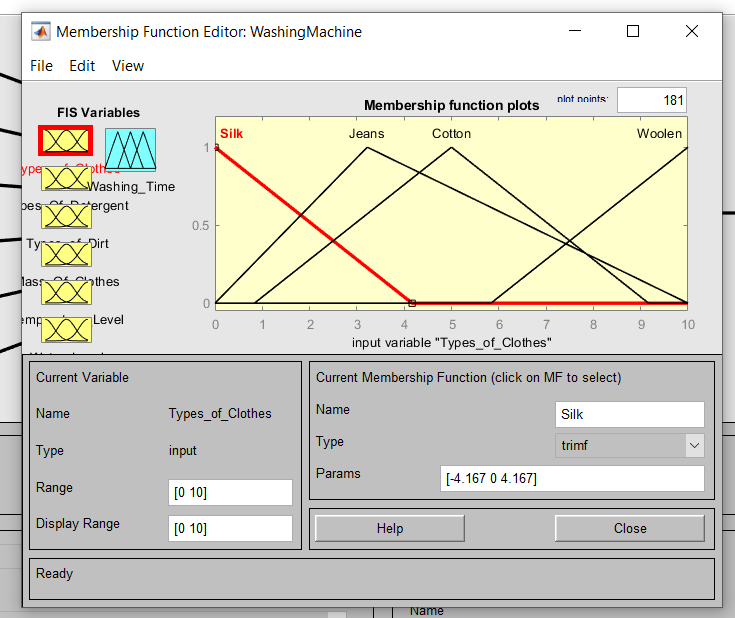 Membership Function Editor: WashingMachine
File Edit View
FIS Variables
Membership function plots
plot points:
181
Silk Jeans Cotton Woolen
1
0.5
0
0 1 2 3 4 5 6 7 8 9 10
input variable "Types_of_Clothes"
ypes_of_Clothes
Washing_Time
pes_Of_Detergent
Types_of_Dirt
Mass_Of_Clothes
Level
Current Variable
Name Types_of_Clothes
Type input
Range [0 10]
Display Range [0 10]
Current Membership Function (click on MF to select)
Name Silk
Type trimf
Params [-4.167 0 4.167]
Help Close
Ready
Name